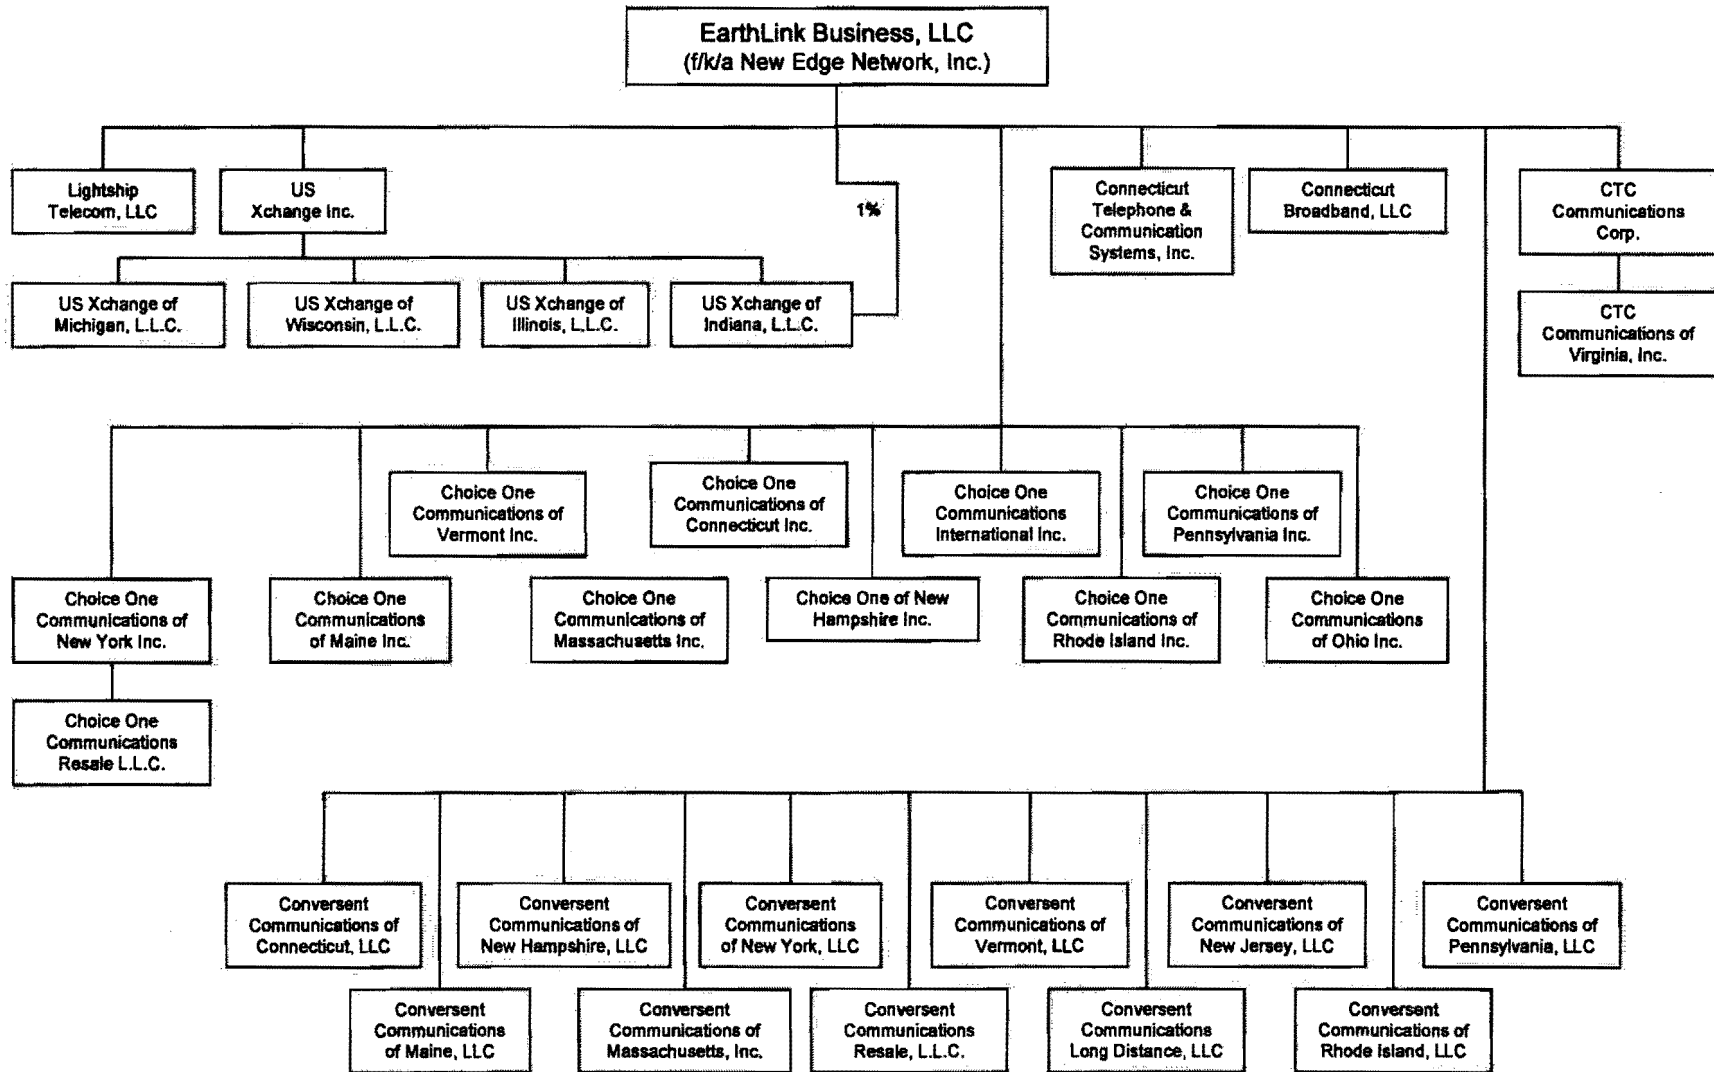 EarthLink Business, LLC
(f/k/a New Edge Network, Inc.)
Lightship
Telecom, LLC
US
Xchange Inc.
1%
Connecticut
Telephone &
Communication
Systems, Inc.
Connecticut
Broadband, LLC
CTC
Communications
Corp.
US Xchange of
Michigan, L.L.C.
US Xchange of
Wisconsin, L.L.C.
US Xchange of
Illinois, L.L.C.
US Xchange of
Indiana, L.L.C.
CTC
Communications of
Virginia, Inc.
Choice One
Communications of
Vermont Inc.
Choice One
Communications of
Connecticut Inc.
Choice One
Communications
International Inc.
Choice One
Communications of
Pennsylvania Inc.
Choice One
Communications of
New York Inc.
Choice One
Communications
of Maine Inc.
Choice One
Communications of
Massachusetts Inc.
Choice One of New
Hampshire Inc.
Choice One
Communications of
Rhode Island Inc.
Choice One
Communications
of Ohio Inc.
Choice One
Communications
Resale L.L.C.
Conversent
Communications of
Connecticut, LLC
Conversent
Communications of
New Hampshire, LLC
Conversent
Communications
of New York, LLC
Conversent
Communications of
Vermont, LLC
Conversent
Communications of
New Jersey, LLC
Conversent
Communications of
Pennsylvania, LLC
Conversent
Communications
of Maine, LLC
Conversent
Communications of
Massachusetts, Inc.
Conversent
Communications
Resale, L.L.C.
Conversent
Communications
Long Distance, LLC
Conversent
Communications of
Rhode Island, LLC